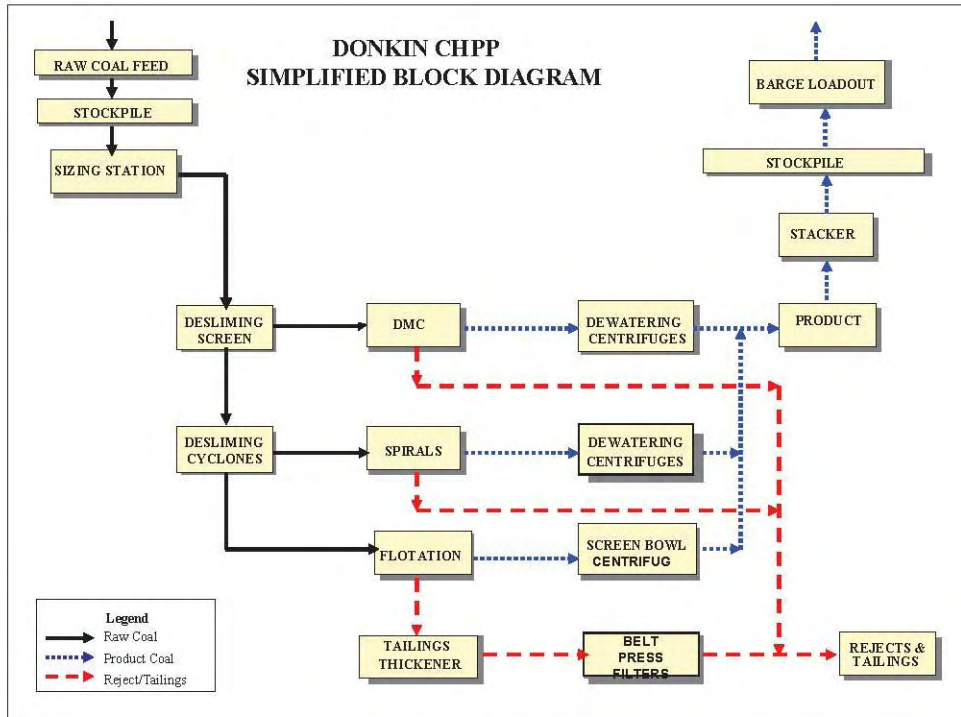 DONKIN CHPP
SIMPLIFIED BLOCK DIAGRAM
RAW COAL FEED
STOCKPILE
SIZING STATION
BARGE LOADOUT
STOCKPILE
STACKER
DESLIMING
SCREEN
DMC
DEWATERING
CENTRIFUGES
PRODUCT
DESLIMING
CYCLONES
SPIRALS
DEWATERING
CENTRIFUGES
FLOTATION
SCREEN BOWL
CENTRIFUG
TAILINGS
THICKENER
BELT
PRESS
FILTERS
REJECTS &
TAILINGS
Legend
Raw Coal
Product Coal
Reject/Tailings